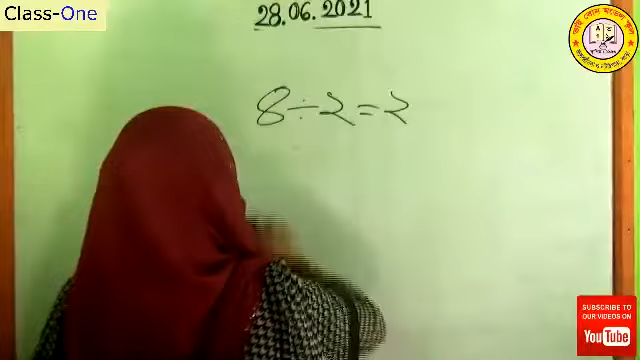 Class-One
28.06.2021
৪÷২=২
SUBSCRIBE TO
OUR VIDEOS ON
YouTube